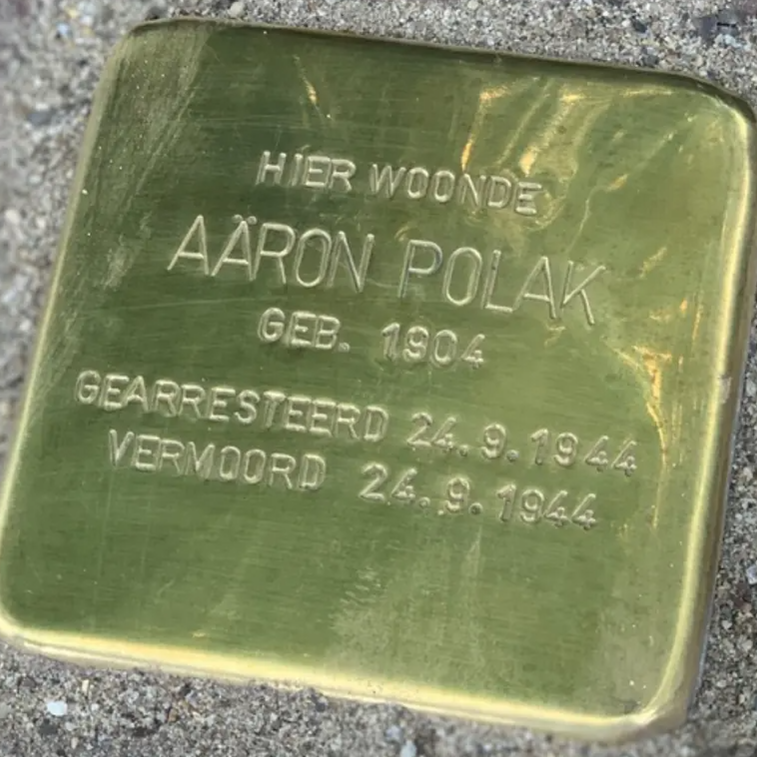 HIER WOONDE
AÄRON POLAK
GEB. 1904
GEARRESTEERD 24.9.1944
VERMOORD 24.9.1944